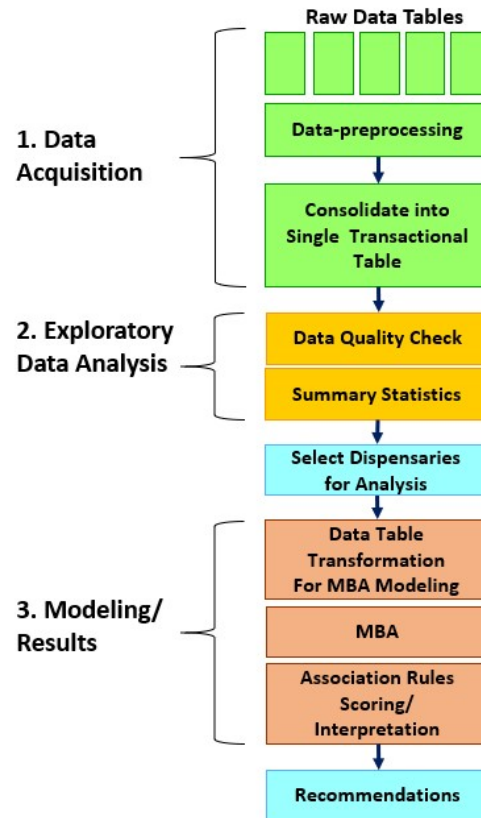 Raw Data Tables
1. Data
Acquisition
Data-preprocessing
Consolidate into
Single Transactional
Table
2. Exploratory
Data Analysis
Data Quality Check
Summary Statistics
Select Dispensaries
for Analysis
3. Modeling/
Results
Data Table
Transformation
For MBA Modeling
MBA
Association Rules
Scoring/
Interpretation
Recommendations